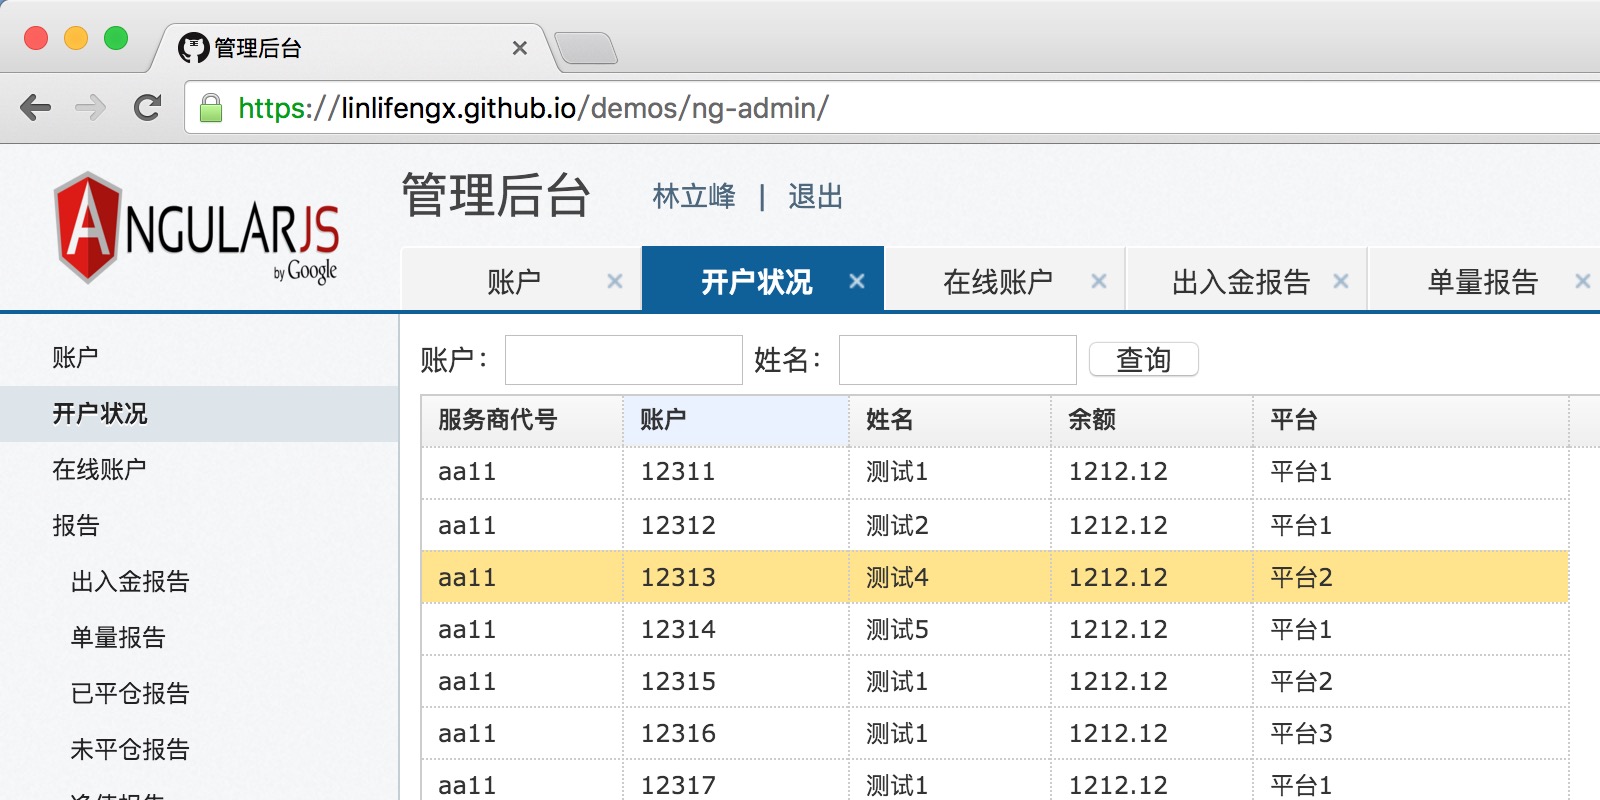 管理后台
https://linlifengx.github.io/demos/ng-admin/
ANGULARJS
by Google
管理后台 林立峰 | 退出
账户 开户状况 在线账户 出入金报告 单量报告
账户
开户状况
在线账户
报告
出入金报告
单量报告
已平仓报告
未平仓报告
账户： 姓名： 查询
服务商代号 账户 姓名 余额 平台
aa11 12311 测试1 1212.12 平台1
aa11 12312 测试2 1212.12 平台1
aa11 12313 测试4 1212.12 平台2
aa11 12314 测试5 1212.12 平台1
aa11 12315 测试1 1212.12 平台2
aa11 12316 测试1 1212.12 平台3
aa11 12317 测试1 1212.12 平台1